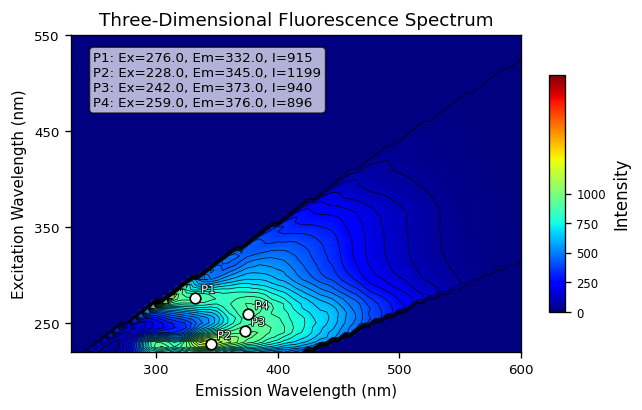 Three-Dimensional Fluorescence Spectrum
P1: Ex=276.0, Em=332.0, I=915
P2: Ex=228.0, Em=345.0, I=1199
P3: Ex=242.0, Em=373.0, I=940
P4: Ex=259.0, Em=376.0, I=896
550
450
350
250
Excitation Wavelength (nm)
P1
P4
P3
P2
300
400
500
600
Emission Wavelength (nm)
1000
750
500
250
0
Intensity